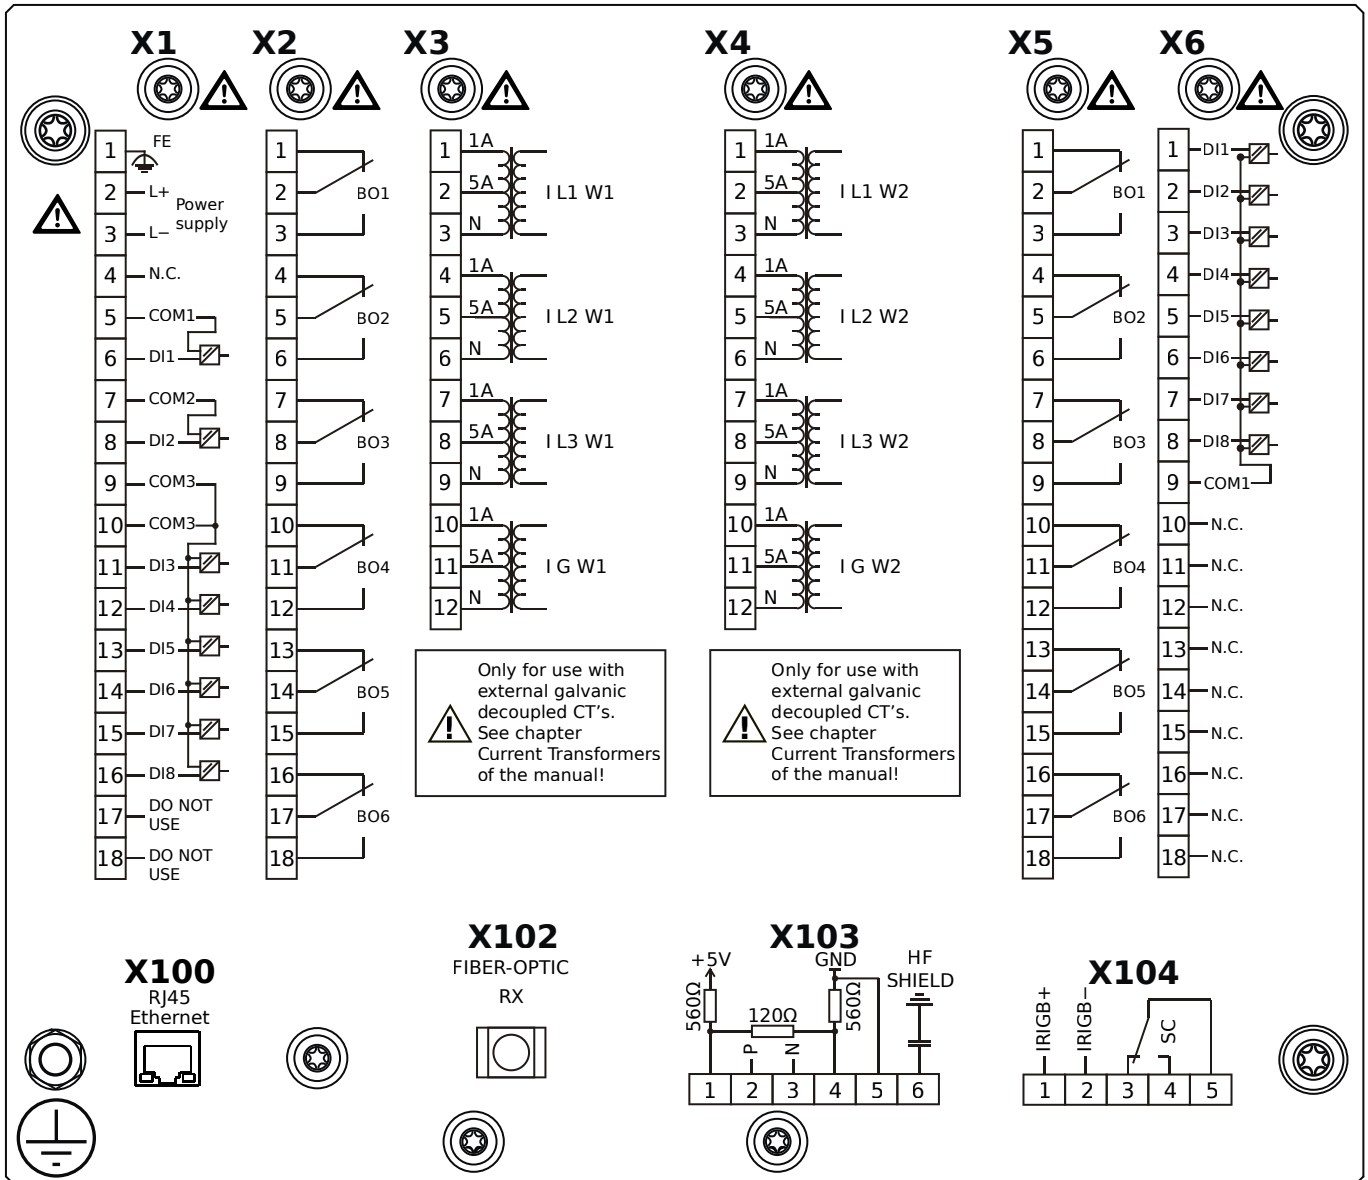 X1
X2
X3
X4
X5
X6
1
FE
2
L+
Power
supply
3
L−
4
N.C.
5
COM1
6
DI1
7
COM2
8
DI2
9
COM3
10
COM3
11
DI3
12
DI4
13
DI5
14
DI6
15
DI7
16
DI8
17
DO NOT
USE
18
DO NOT
USE
1
2
BO1
3
4
5
BO2
6
7
8
BO3
9
10
11
BO4
12
13
14
BO5
15
16
17
BO6
18
1
1A
2
5A
I L1 W1
3
N
4
1A
5
5A
I L2 W1
6
N
7
1A
8
5A
I L3 W1
9
N
10
1A
11
5A
I G W1
12
N
Only for use with
external galvanic
decoupled CT's.
See chapter
Current Transformers
of the manual!
1
1A
2
5A
I L1 W2
3
N
4
1A
5
5A
I L2 W2
6
N
7
1A
8
5A
I L3 W2
9
N
10
1A
11
5A
I G W2
12
N
Only for use with
external galvanic
decoupled CT's.
See chapter
Current Transformers
of the manual!
1
2
BO1
3
4
5
BO2
6
7
8
BO3
9
10
11
BO4
12
13
14
BO5
15
16
17
BO6
18
1
DI1
2
DI2
3
DI3
4
DI4
5
DI5
6
DI6
7
DI7
8
DI8
9
COM1
10
N.C.
11
N.C.
12
N.C.
13
N.C.
14
N.C.
15
N.C.
16
N.C.
17
N.C.
18
N.C.
X100
RJ45
Ethernet
X102
FIBER-OPTIC
RX
X103
+5V
GND
HF
SHIELD
560Ω
120Ω
560Ω
P
N
1 2 3 4 5 6
X104
IRIGB+
IRIGB−
SC
1 2 3 4 5